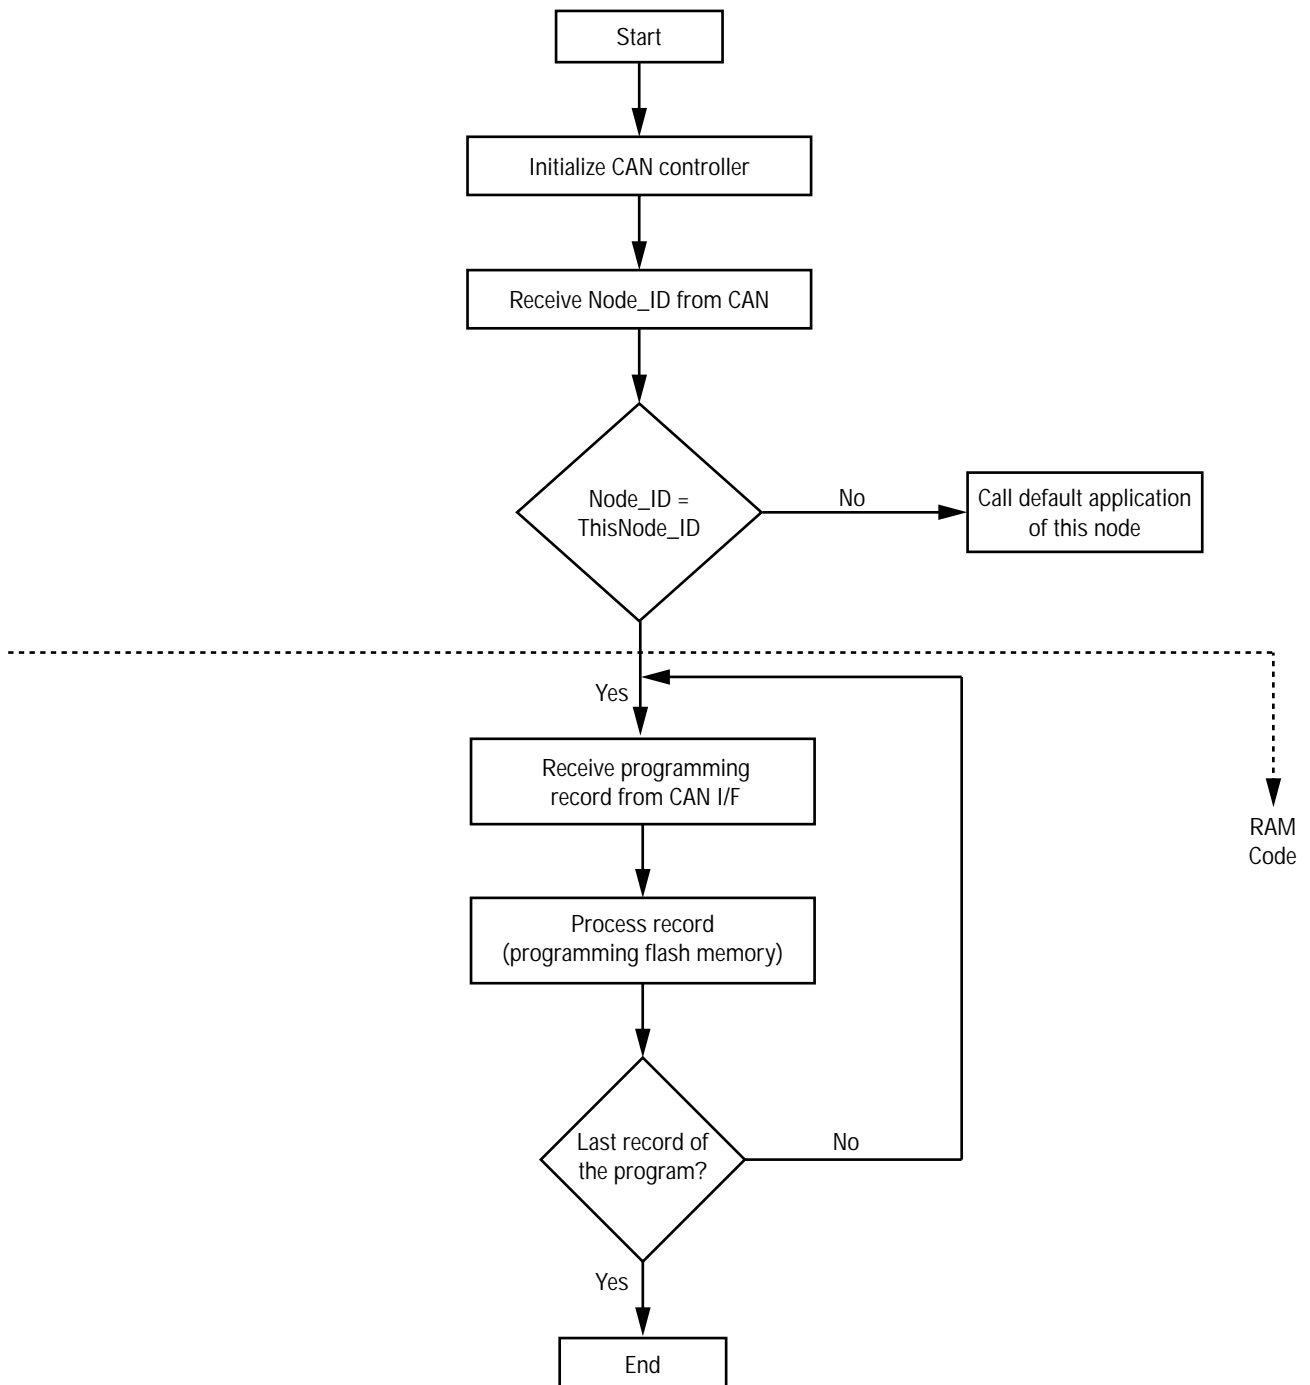 Start
Initialize CAN controller
Receive Node_ID from CAN
Node_ID =
ThisNode_ID
No
Call default application
of this node
Yes
Receive programming
record from CAN I/F
RAM
Code
Process record
(programming flash memory)
Last record of
the program?
No
Yes
End